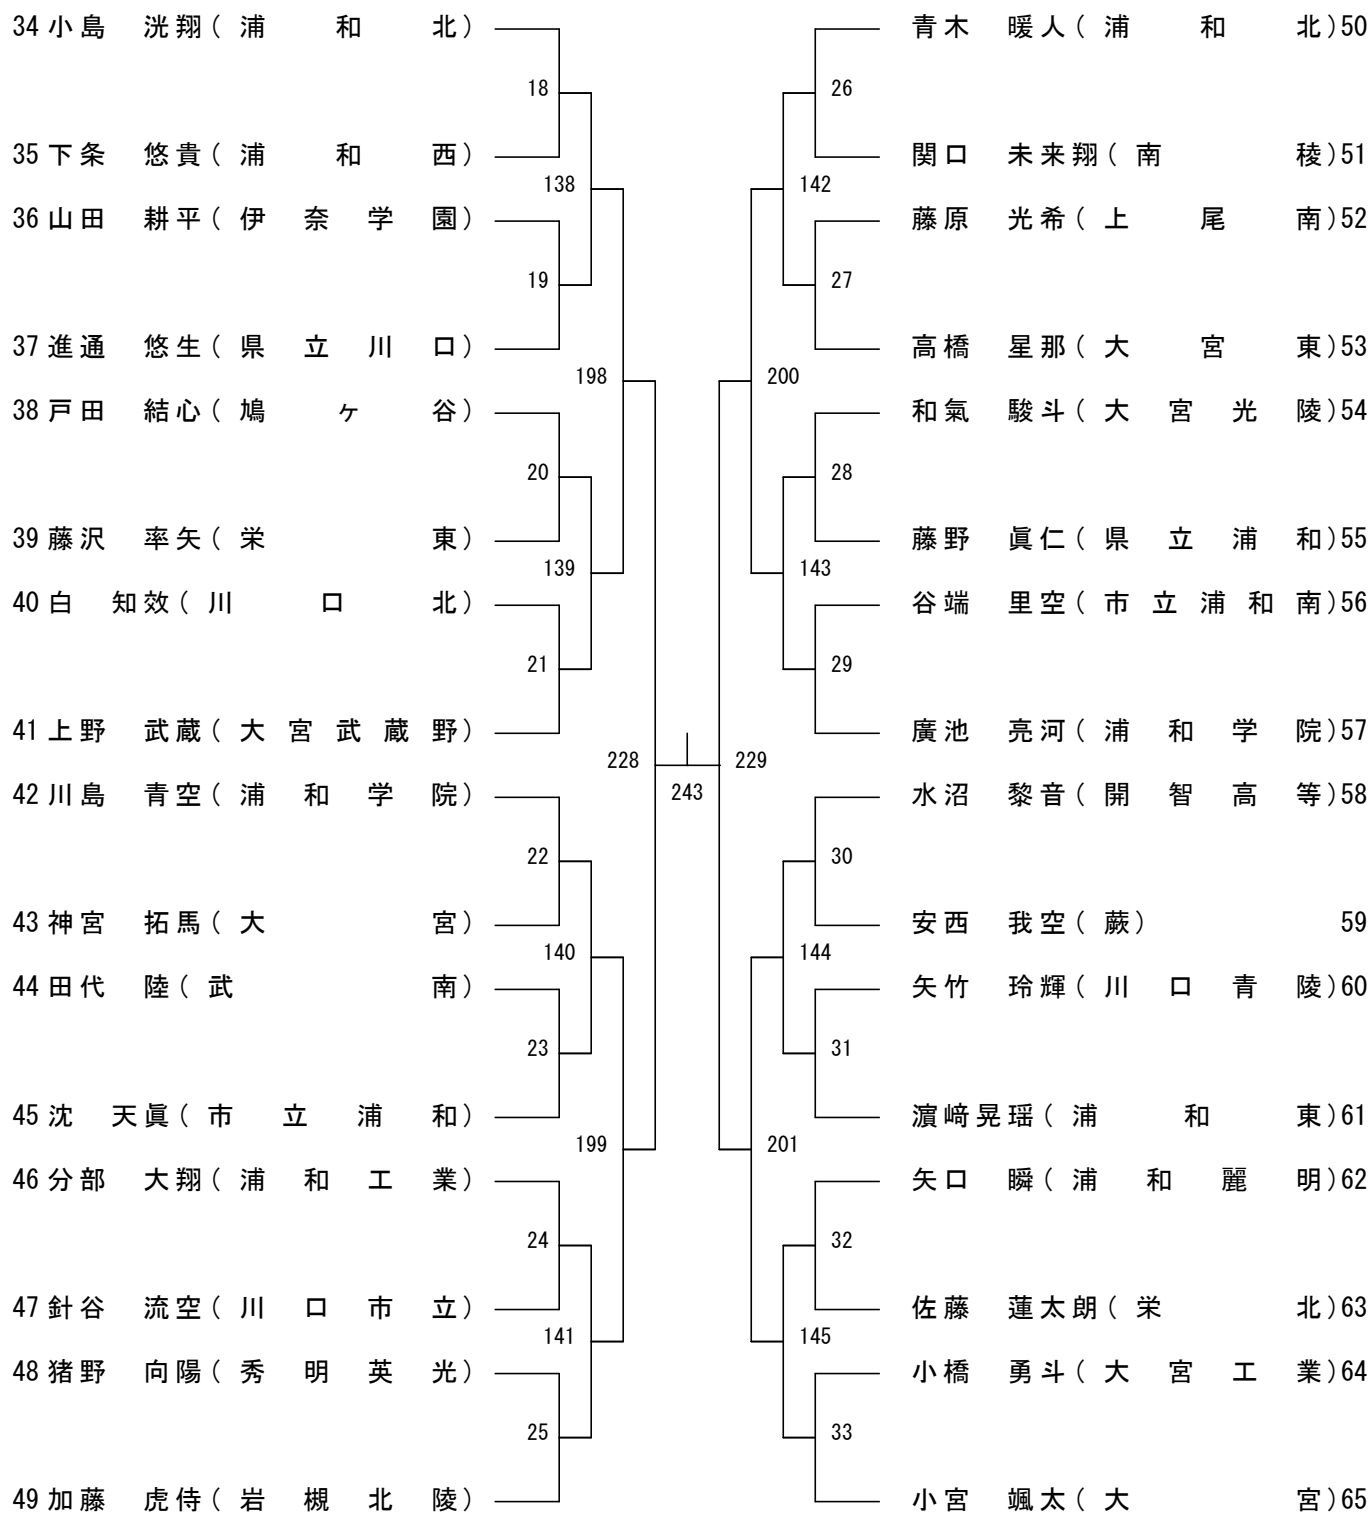 34 小島 洸翔(浦和北)
18
35 下条 悠貴(浦和西)
138
36 山田 耕平(伊奈学園)
19
37 進通 悠生(県立川口)
198
38 戸田 結心(鳩ヶ谷)
20
39 藤沢 率矢(栄東)
139
40 白 知效(川口北)
21
41 上野 武蔵(大宮武蔵野)
228
42 川島 青空(浦和学院)
22
43 神宮 拓馬(大宮)
140
44 田代 陸(武南)
23
45 沈 天眞(市立浦和)
199
46 分部 大翔(浦和工業)
24
47 針谷 流空(川口市立)
141
48 猪野 向陽(秀明英光)
25
49 加藤 虎侍(岩槻北陵)
243
青木 暖人(浦和北)50
26
関口 未来翔(南稜)51
142
藤原 光希(上尾南)52
27
高橋 星那(大宮東)53
200
和氣 駿斗(大宮光陵)54
28
藤野 眞仁(県立浦和)55
143
谷端 里空(市立浦和南)56
29
廣池 亮河(浦和学院)57
229
水沼 黎音(開智高等)58
30
安西 我空(蕨)59
144
矢竹 玲輝(川口青陵)60
31
濵﨑晃瑶(浦和東)61
201
矢口 瞬(浦和麗明)62
32
佐藤 蓮太朗(栄北)63
145
小橋 勇斗(大宮工業)64
33
小宮 颯太(大宮)65